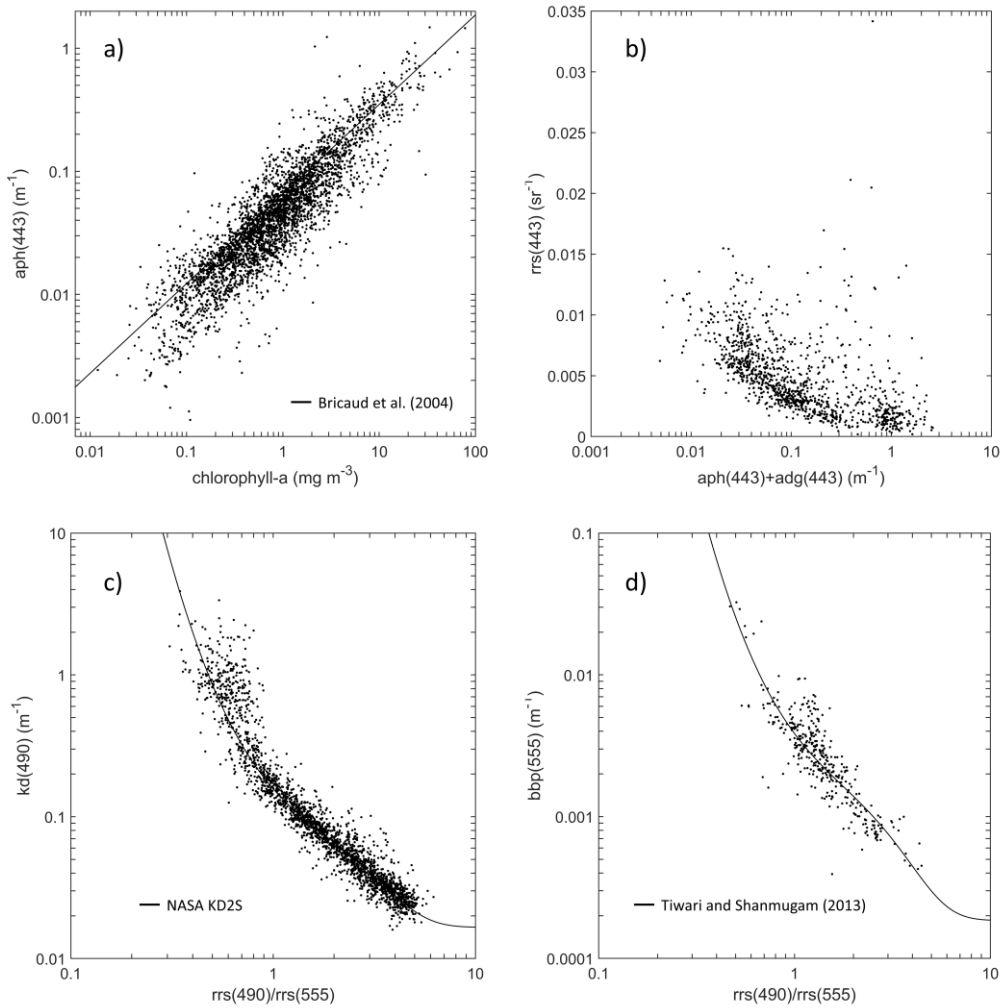 a)
1
0.1
0.01
0.001
aph(443) (m⁻¹)
Bricaud et al. (2004)
0.01 0.1 1 10 100
chlorophyll-a (mg m⁻³)
b)
0.035
0.03
0.025
0.02
0.015
0.01
0.005
0
rrs(443) (sr⁻¹)
0.001 0.01 0.1 1 10
aph(443)+adg(443) (m⁻¹)
c)
10
1
0.1
0.01
kd(490) (m⁻¹)
NASA KD2S
0.1 1 10
rrs(490)/rrs(555)
d)
0.1
0.01
0.001
0.0001
bbp(555) (m⁻¹)
Tiwari and Shanmugam (2013)
0.1 1 10
rrs(490)/rrs(555)